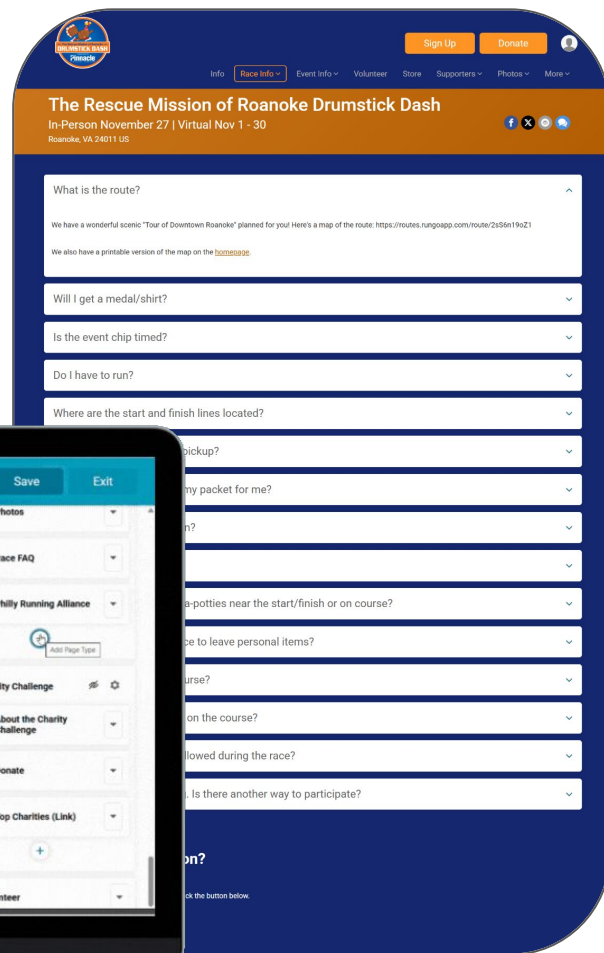 DRUMSTICK DASH
Pinnacle
Sign Up
Donate
Info
Race Info
Event Info
Volunteer
Store
Supporters
Photos
More
The Rescue Mission of Roanoke Drumstick Dash
In-Person November 27 | Virtual Nov 1 - 30
Roanoke, VA 24011 US
What is the route?
We have a wonderful scenic "Tour of Downtown Roanoke" planned for you! Here's a map of the route: https://routes.rungoapp.com/route/2sS6n19oZ1
We also have a printable version of the map on the homepage.
Will I get a medal/shirt?
Is the event chip timed?
Do I have to run?
Where are the start and finish lines located?
pickup?
my packet for me?
n?
a-potties near the start/finish or on course?
ce to leave personal items?
urse?
on the course?
llowed during the race?
. Is there another way to participate?
on?
ck the button below.
Save
Exit
hotos
ace FAQ
hilly Running Alliance
Add Page Type
ity Challenge
bout the Charity
hallenge
onate
op Charities (Link)
nteer